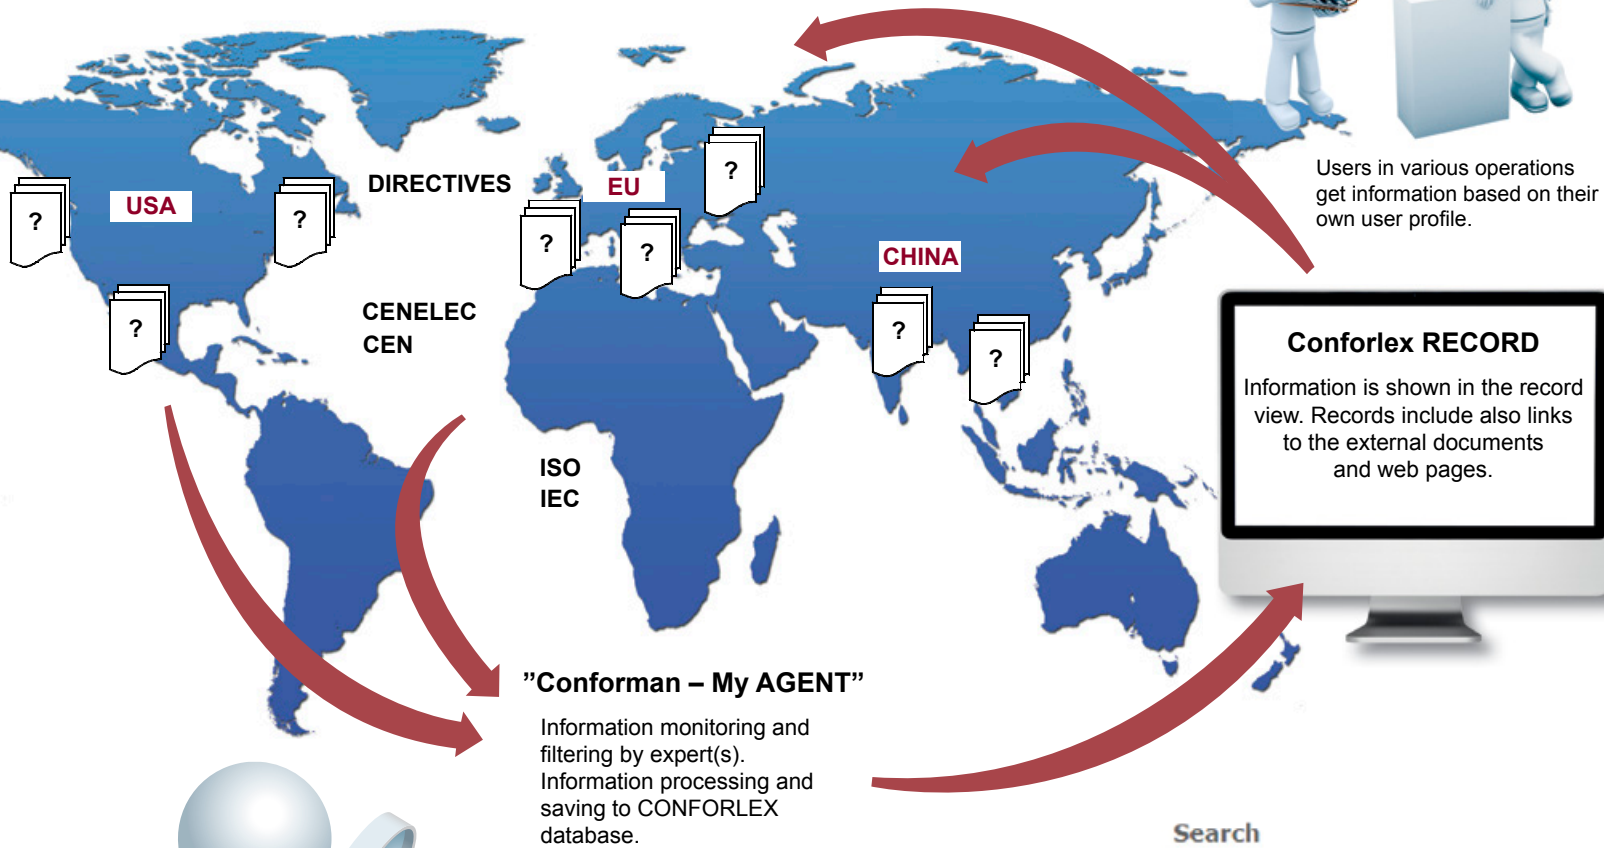 Users in various operations
get information based on their
own user profile.
DIRECTIVES
EU
USA
?
?
?
?
?
?
CHINA
CENELEC
CEN
?
?
?
Conforlex RECORD
Information is shown in the record
view. Records include also links
to the external documents
and web pages.
ISO
IEC
”Conforman – My AGENT”
Information monitoring and
filtering by expert(s).
Information processing and
saving to CONFORLEX
database.
Search